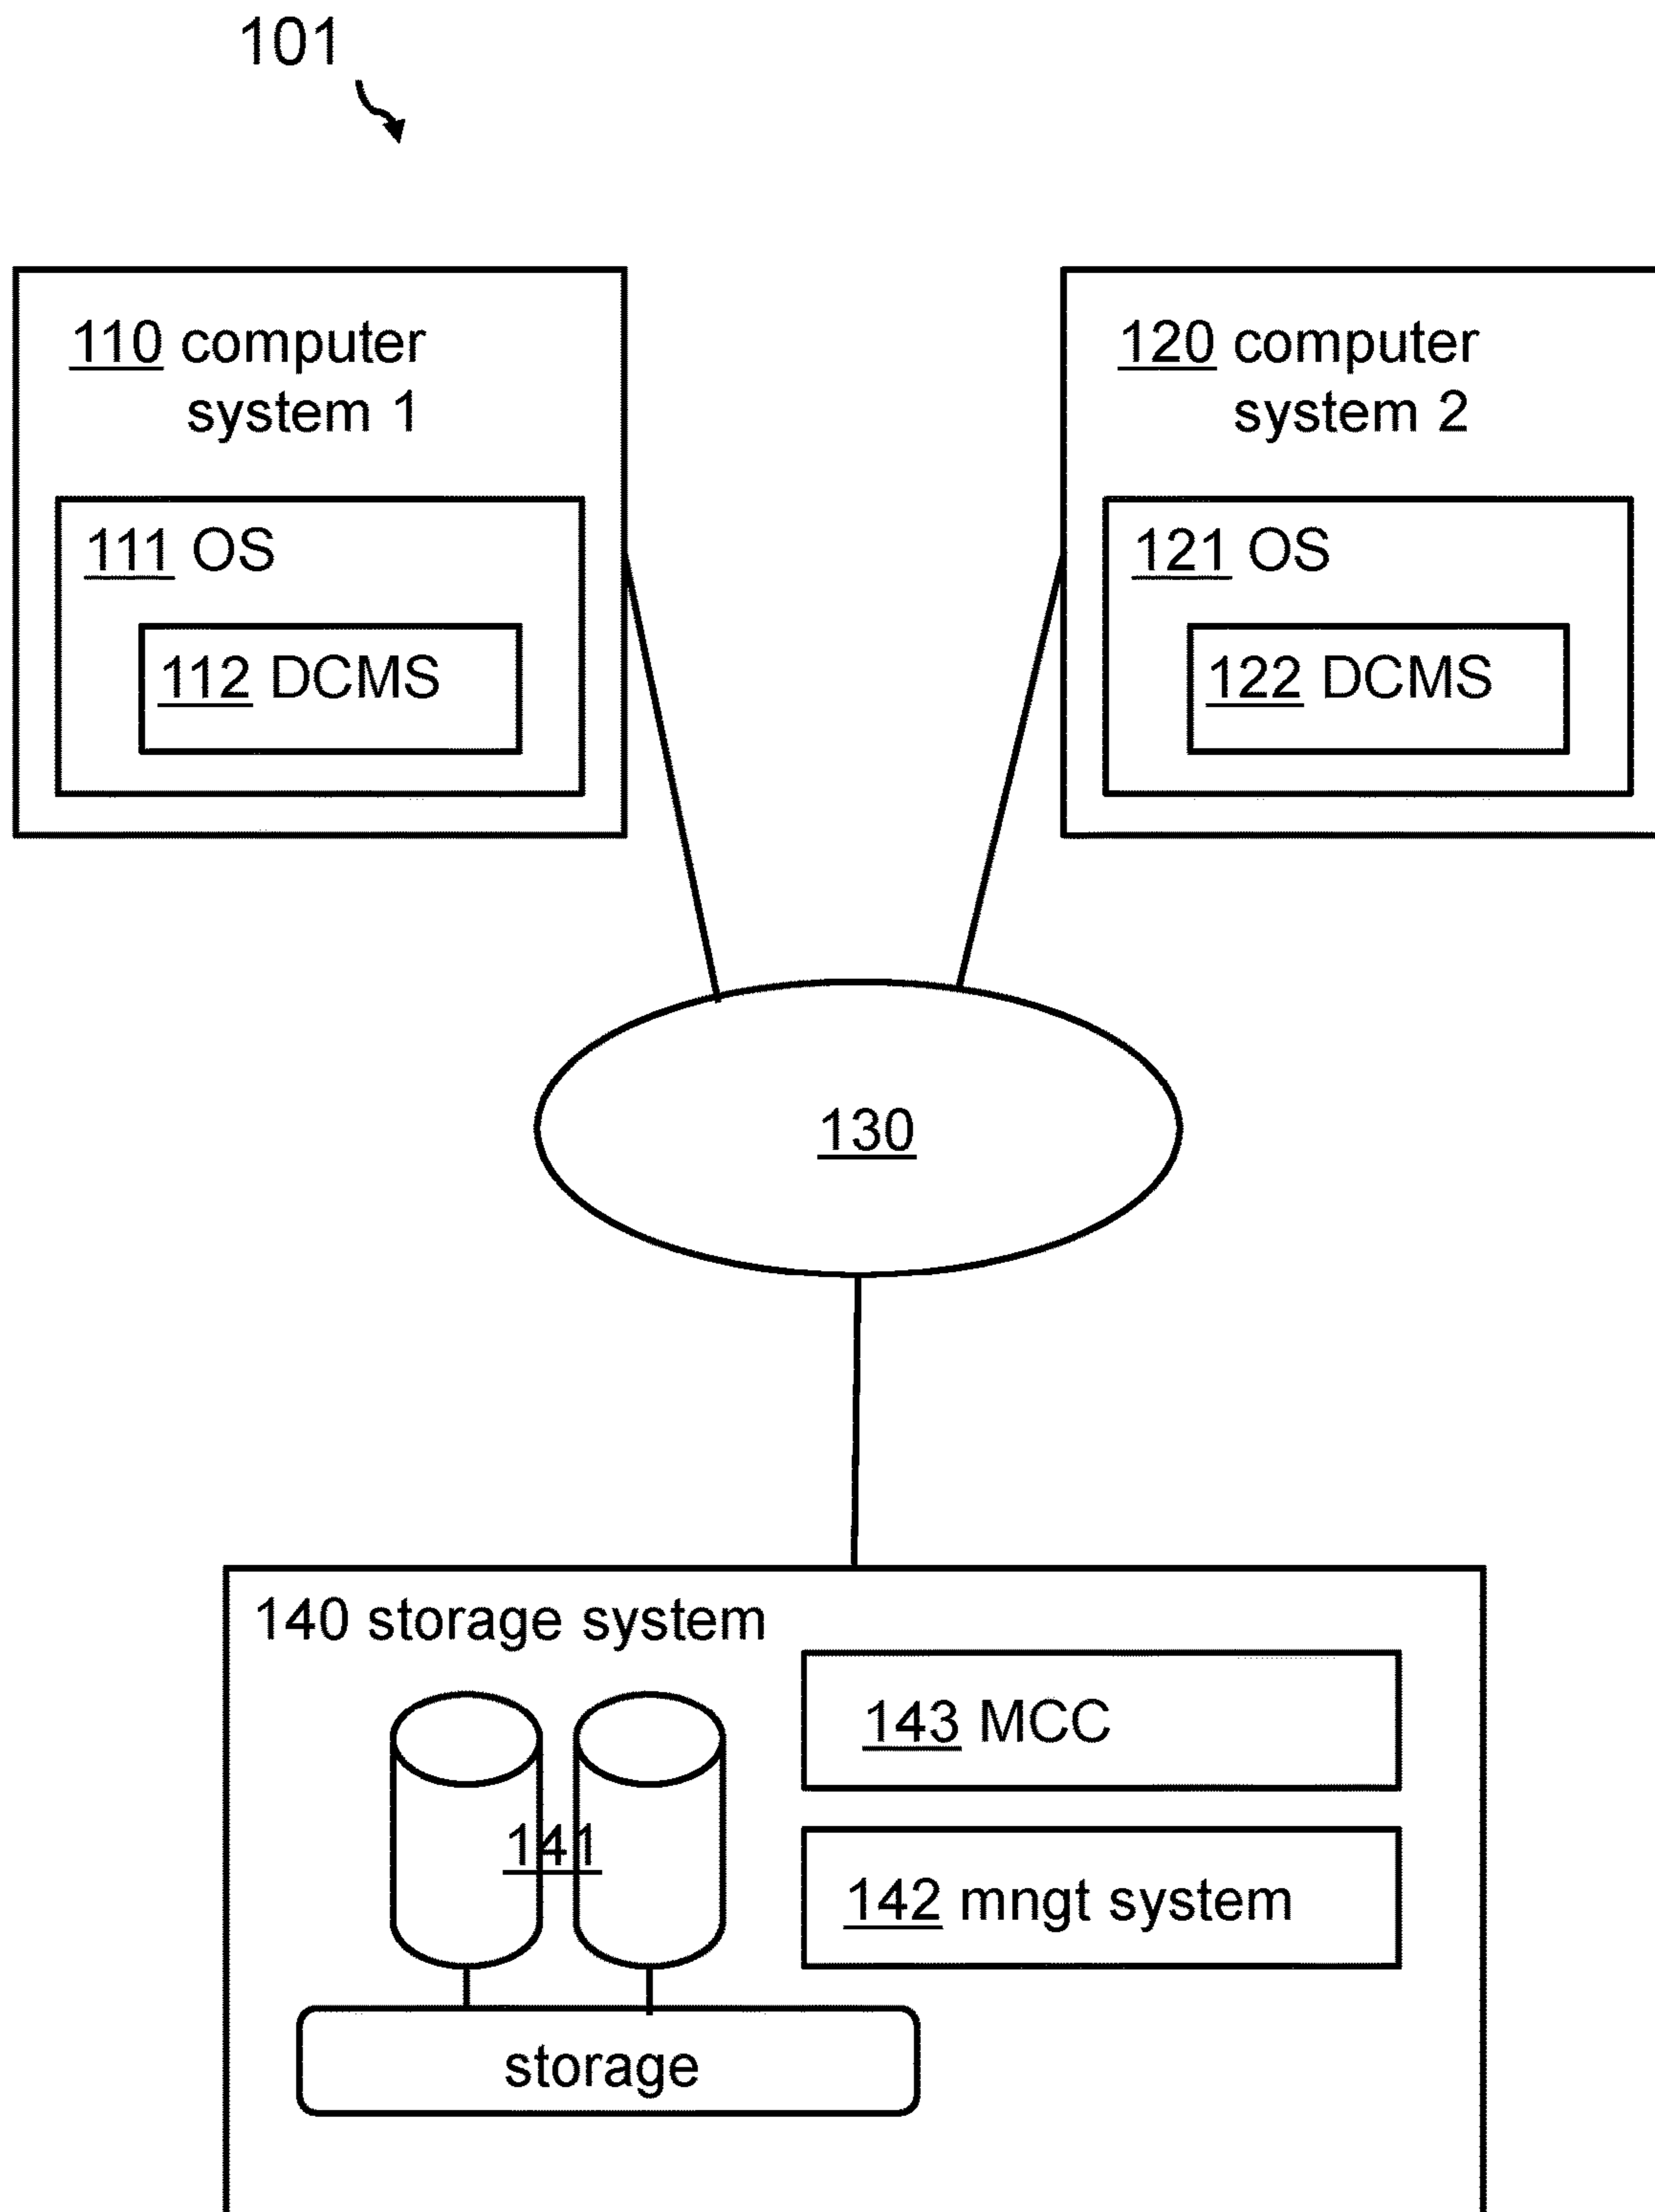 101
110 computer
system 1
111 OS
112 DCMS
120 computer
system 2
121 OS
122 DCMS
130
140 storage system
143 MCC
141
142 mngt system
storage